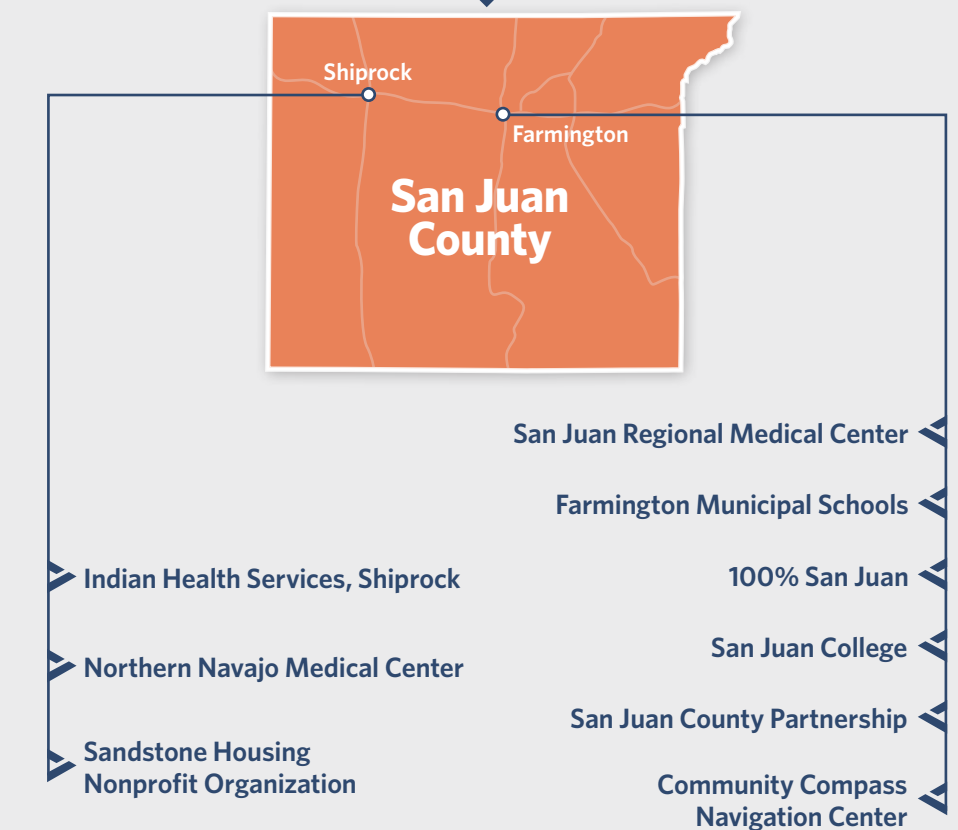 Shiprock
Farmington
San Juan
County
San Juan Regional Medical Center
Farmington Municipal Schools
100% San Juan
San Juan College
San Juan County Partnership
Community Compass
Navigation Center
Indian Health Services, Shiprock
Northern Navajo Medical Center
Sandstone Housing
Nonprofit Organization